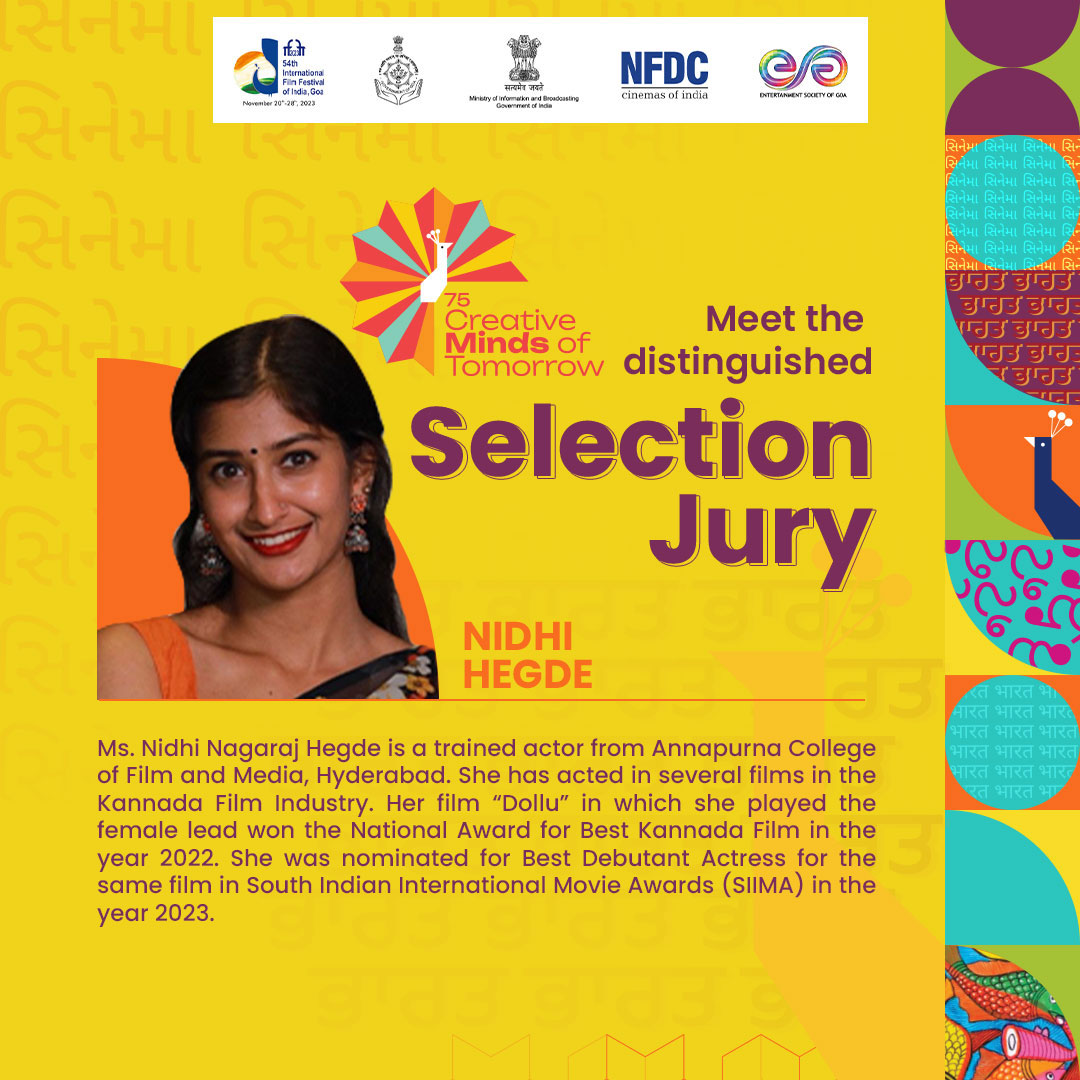 54th
International
Film Festival
of India, Goa
November 20th-28th, 2023
सत्यमेव जयते
Ministry of Information and Broadcasting
Government of India
NFDC
cinemas of india
ENTERTAINMENT SOCIETY OF GOA
75
Creative
Minds of
Tomorrow
Meet the
distinguished
Selection
Jury
NIDHI
HEGDE
Ms. Nidhi Nagaraj Hegde is a trained actor from Annapurna College
of Film and Media, Hyderabad. She has acted in several films in the
Kannada Film Industry. Her film “Dollu” in which she played the
female lead won the National Award for Best Kannada Film in the
year 2022. She was nominated for Best Debutant Actress for the
same film in South Indian International Movie Awards (SIIMA) in the
year 2023.
સિનેમા સિનેમા સિનેમા
ਭਾਰਤ ਭਾਰਤ
भारत भारत